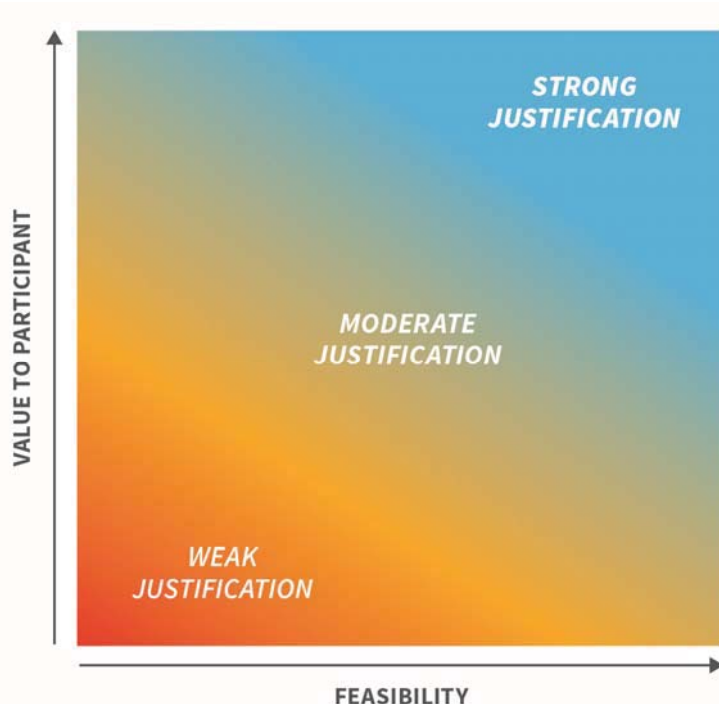 STRONG
JUSTIFICATION
VALUE TO PARTICIPANT
MODERATE
JUSTIFICATION
WEAK
JUSTIFICATION
FEASIBILITY